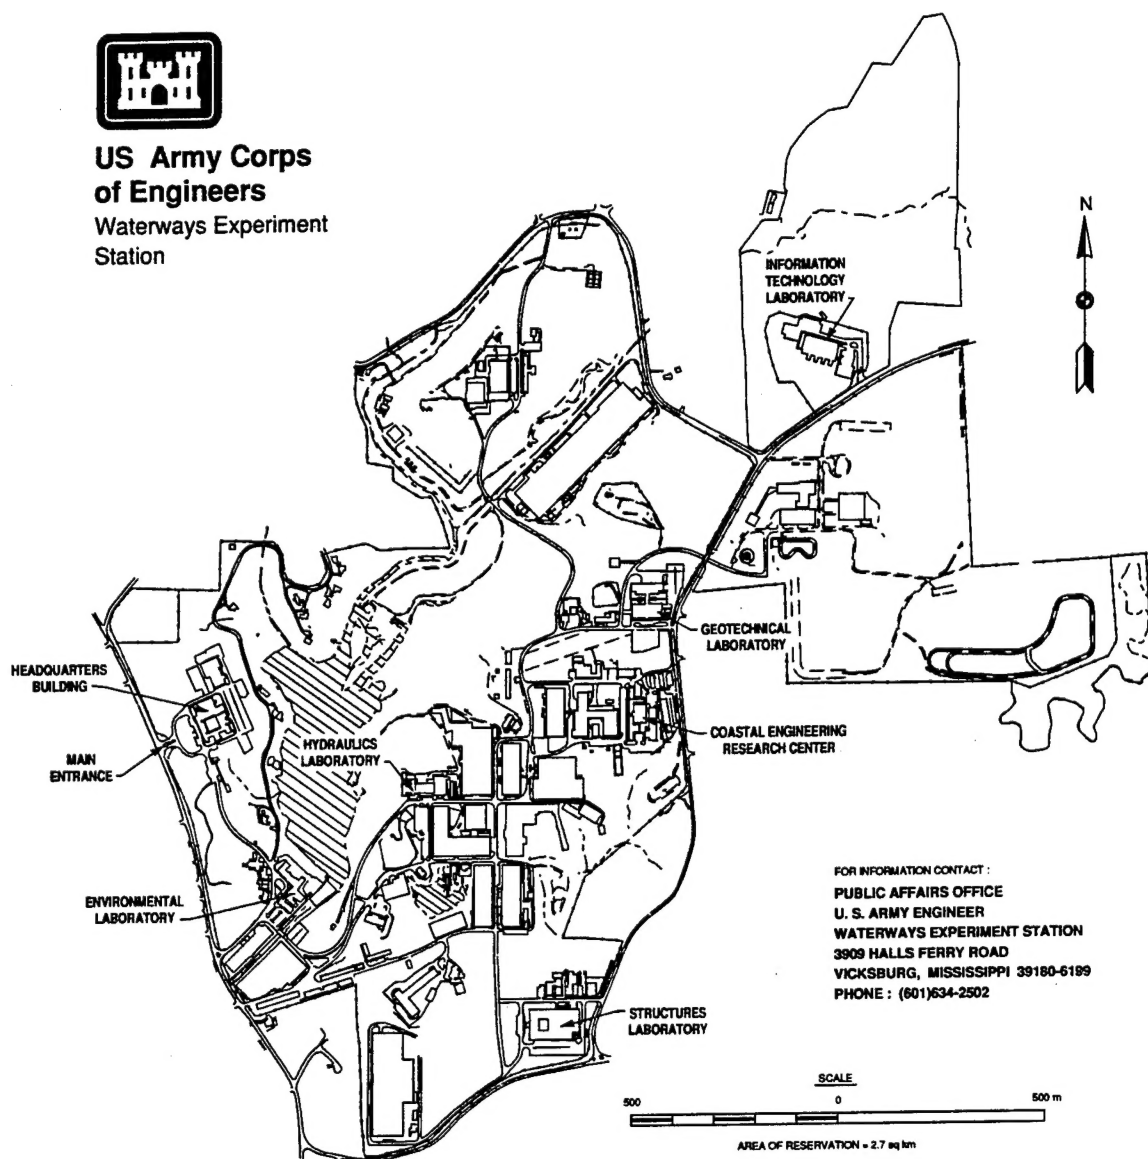 US Army Corps
of Engineers
Waterways Experiment
Station
N
INFORMATION
TECHNOLOGY
LABORATORY
GEOTECHNICAL
LABORATORY
HEADQUARTERS
BUILDING
MAIN
ENTRANCE
HYDRAULICS
LABORATORY
COASTAL ENGINEERING
RESEARCH CENTER
ENVIRONMENTAL
LABORATORY
STRUCTURES
LABORATORY
FOR INFORMATION CONTACT :
PUBLIC AFFAIRS OFFICE
U. S. ARMY ENGINEER
WATERWAYS EXPERIMENT STATION
3909 HALLS FERRY ROAD
VICKSBURG, MISSISSIPPI 39180-6199
PHONE : (601)634-2502
SCALE
500 0 500 m
AREA OF RESERVATION = 2.7 sq km